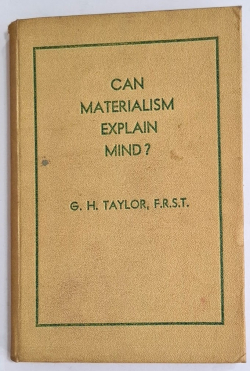 CAN
MATERIALISM
EXPLAIN
MIND?
G. H. TAYLOR, F.R.S.T.